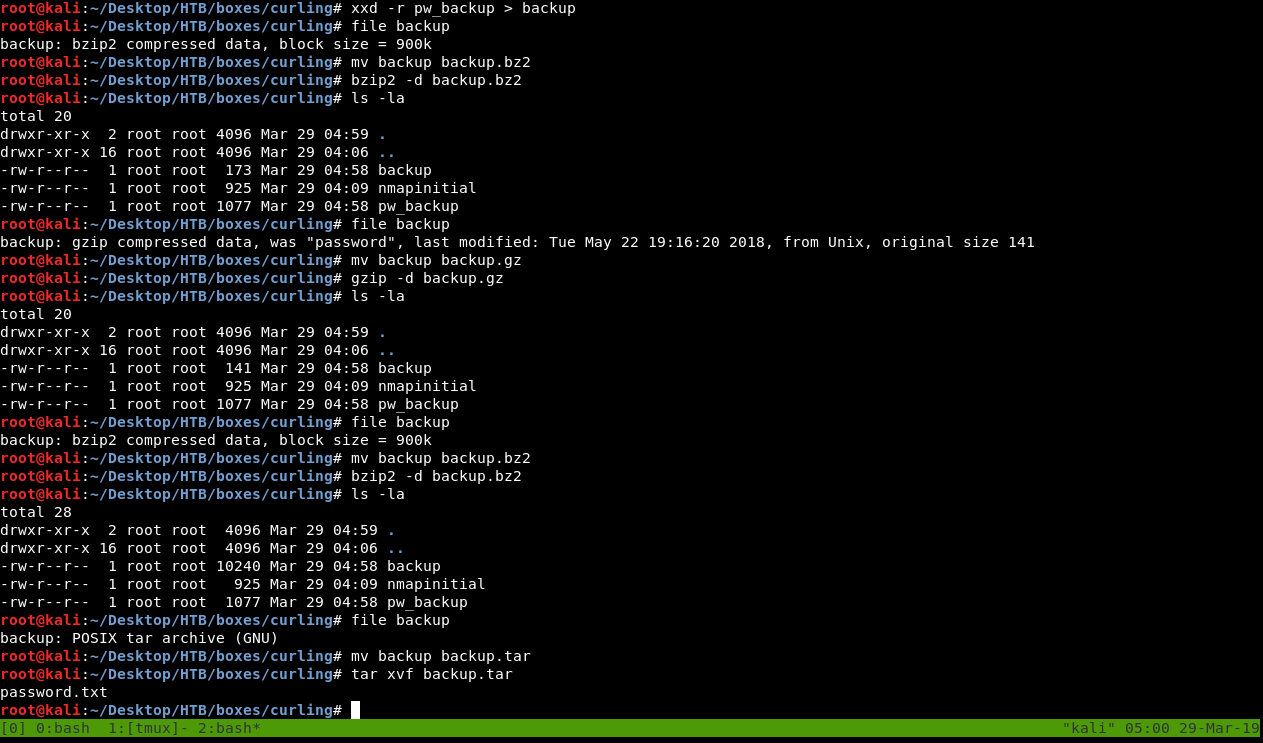 root@kali:~/Desktop/HTB/boxes/curling# xxd -r pw_backup > backup
root@kali:~/Desktop/HTB/boxes/curling# file backup
backup: bzip2 compressed data, block size = 900k
root@kali:~/Desktop/HTB/boxes/curling# mv backup backup.bz2
root@kali:~/Desktop/HTB/boxes/curling# bzip2 -d backup.bz2
root@kali:~/Desktop/HTB/boxes/curling# ls -la
total 20
drwxr-xr-x  2 root root 4096 Mar 29 04:59 .
drwxr-xr-x 16 root root 4096 Mar 29 04:06 ..
-rw-r--r--  1 root root  173 Mar 29 04:58 backup
-rw-r--r--  1 root root  925 Mar 29 04:09 nmapinitial
-rw-r--r--  1 root root 1077 Mar 29 04:58 pw_backup
root@kali:~/Desktop/HTB/boxes/curling# file backup
backup: gzip compressed data, was "password", last modified: Tue May 22 19:16:20 2018, from Unix, original size 141
root@kali:~/Desktop/HTB/boxes/curling# mv backup backup.gz
root@kali:~/Desktop/HTB/boxes/curling# gzip -d backup.gz
root@kali:~/Desktop/HTB/boxes/curling# ls -la
total 20
drwxr-xr-x  2 root root 4096 Mar 29 04:59 .
drwxr-xr-x 16 root root 4096 Mar 29 04:06 ..
-rw-r--r--  1 root root  141 Mar 29 04:58 backup
-rw-r--r--  1 root root  925 Mar 29 04:09 nmapinitial
-rw-r--r--  1 root root 1077 Mar 29 04:58 pw_backup
root@kali:~/Desktop/HTB/boxes/curling# file backup
backup: bzip2 compressed data, block size = 900k
root@kali:~/Desktop/HTB/boxes/curling# mv backup backup.bz2
root@kali:~/Desktop/HTB/boxes/curling# bzip2 -d backup.bz2
root@kali:~/Desktop/HTB/boxes/curling# ls -la
total 28
drwxr-xr-x  2 root root  4096 Mar 29 04:59 .
drwxr-xr-x 16 root root  4096 Mar 29 04:06 ..
-rw-r--r--  1 root root 10240 Mar 29 04:58 backup
-rw-r--r--  1 root root   925 Mar 29 04:09 nmapinitial
-rw-r--r--  1 root root  1077 Mar 29 04:58 pw_backup
root@kali:~/Desktop/HTB/boxes/curling# file backup
backup: POSIX tar archive (GNU)
root@kali:~/Desktop/HTB/boxes/curling# mv backup backup.tar
root@kali:~/Desktop/HTB/boxes/curling# tar xvf backup.tar
password.txt
root@kali:~/Desktop/HTB/boxes/curling#
[0] 0:bash  1:[tmux]- 2:bash* "kali" 05:00 29-Mar-19